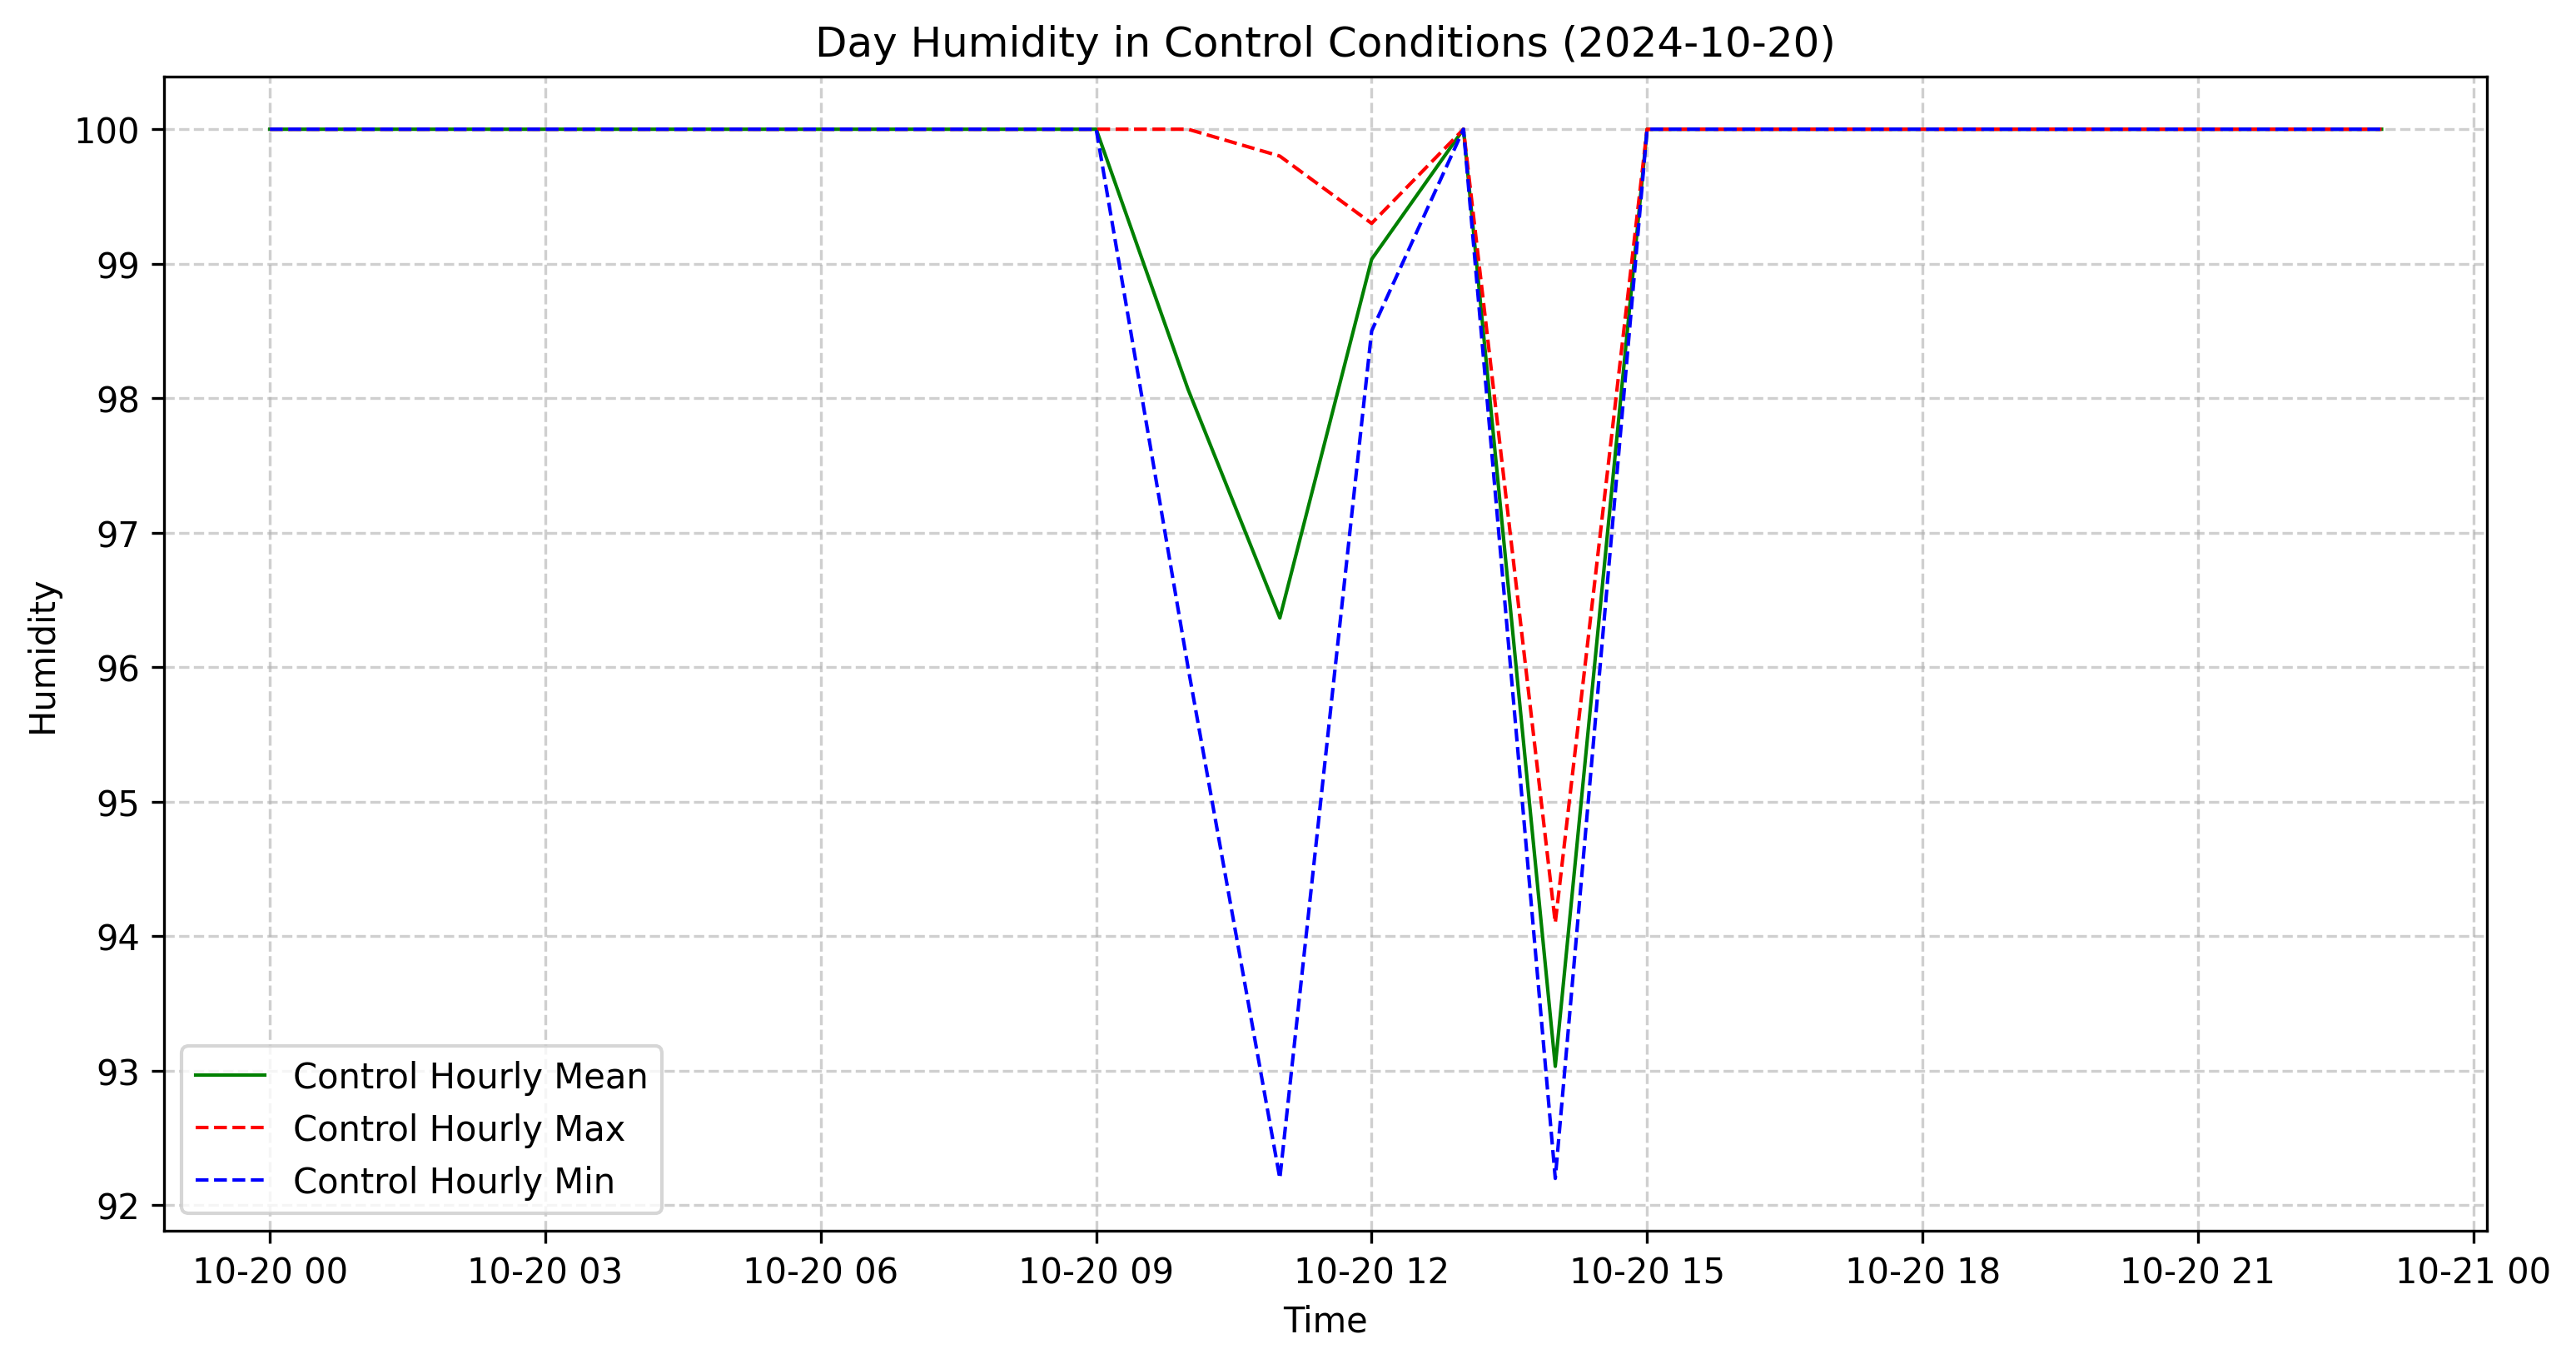 Day Humidity in Control Conditions (2024-10-20)
100
99
98
97
96
95
94
93
92
Humidity
Control Hourly Mean
Control Hourly Max
Control Hourly Min
10-20 00 10-20 03 10-20 06 10-20 09 10-20 12 10-20 15 10-20 18 10-20 21 10-21 00
Time